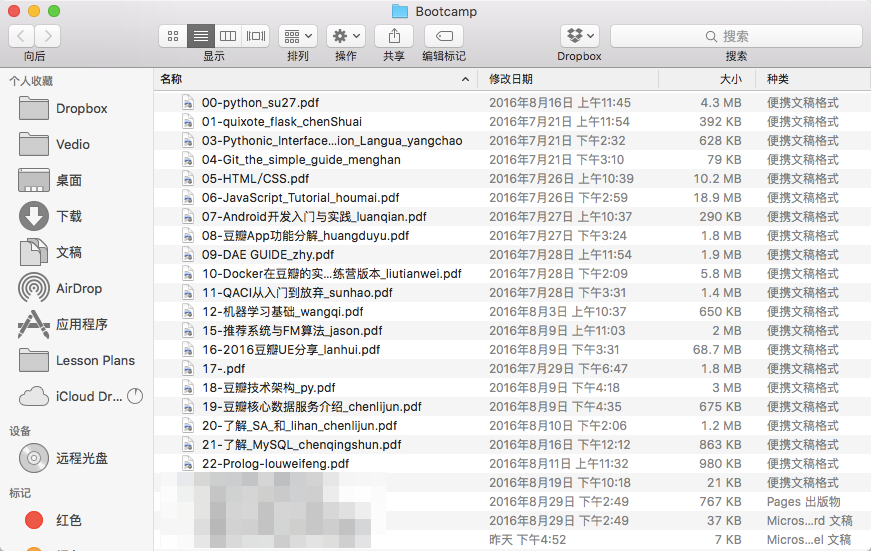 Bootcamp
向后 显示 排列 操作 共享 编辑标记 Dropbox 搜索 搜索
个人收藏
Dropbox
Vedio
桌面
下载
文稿
AirDrop
应用程序
Lesson Plans
iCloud Dr...
设备
远程光盘
标记
红色
名称 修改日期 大小 种类
00-python_su27.pdf 2016年8月16日 上午11:45 4.3 MB 便携文稿格式
01-quixote_flask_chenShuai 2016年7月21日 上午11:54 392 KB 便携文稿格式
03-Pythonic_Interface...ion_Langua_yangchao 2016年7月21日 下午2:32 628 KB 便携文稿格式
04-Git_the_simple_guide_menghan 2016年7月21日 下午3:10 79 KB 便携文稿格式
05-HTML/CSS.pdf 2016年7月26日 上午10:39 10.2 MB 便携文稿格式
06-JavaScript_Tutorial_houmai.pdf 2016年7月26日 下午2:59 18.9 MB 便携文稿格式
07-Android开发入门与实践_luanqian.pdf 2016年7月27日 上午10:37 290 KB 便携文稿格式
08-豆瓣App功能分解_huangduyu.pdf 2016年7月27日 下午3:24 1.8 MB 便携文稿格式
09-DAE GUIDE_zhy.pdf 2016年7月28日 上午11:54 1.9 MB 便携文稿格式
10-Docker在豆瓣的实...练营版本_liutianwei.pdf 2016年7月28日 下午2:09 5.8 MB 便携文稿格式
11-QACI从入门到放弃_sunhao.pdf 2016年7月28日 下午3:31 1.4 MB 便携文稿格式
12-机器学习基础_wangqi.pdf 2016年8月3日 上午10:37 650 KB 便携文稿格式
15-推荐系统与FM算法_jason.pdf 2016年8月9日 上午11:03 2 MB 便携文稿格式
16-2016豆瓣UE分享_lanhui.pdf 2016年8月9日 下午3:31 68.7 MB 便携文稿格式
17-.pdf 2016年7月29日 下午6:47 1.8 MB 便携文稿格式
18-豆瓣技术架构_py.pdf 2016年8月9日 下午4:18 3 MB 便携文稿格式
19-豆瓣核心数据服务介绍_chenlijun.pdf 2016年8月9日 下午4:35 675 KB 便携文稿格式
20-了解_SA_和_lihan_chenlijun.pdf 2016年8月10日 下午2:06 1.2 MB 便携文稿格式
21-了解_MySQL_chenqingshun.pdf 2016年8月16日 下午12:12 863 KB 便携文稿格式
22-Prolog-louweifeng.pdf 2016年8月11日 上午11:32 980 KB 便携文稿格式
2016年8月19日 下午10:18 21 KB 便携文稿格式
2016年8月29日 下午2:49 767 KB Pages 出版物
2016年8月29日 下午2:49 37 KB Micros...rd 文稿
昨天 下午4:52 7 KB Micros...el 文稿